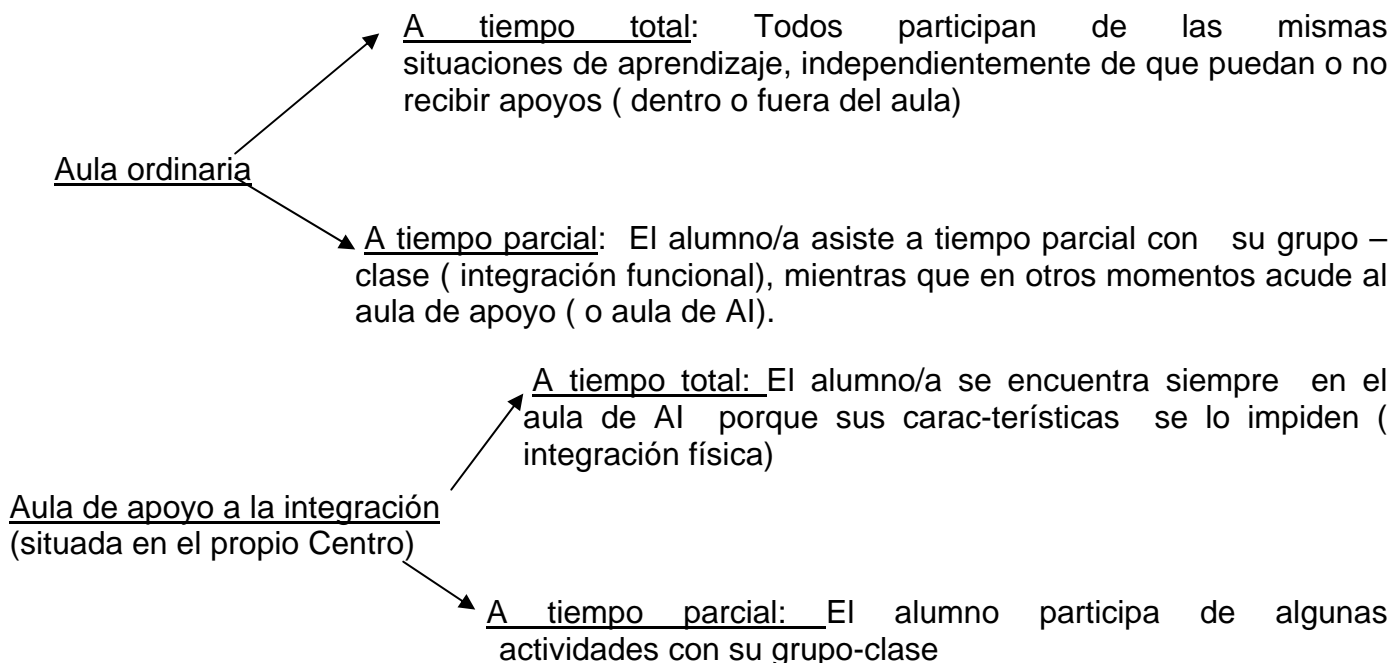 A tiempo total: Todos participan de las mismas
situaciones de aprendizaje, independientemente de que puedan o no
recibir apoyos ( dentro o fuera del aula)
Aula ordinaria
A tiempo parcial: El alumno/a asiste a tiempo parcial con su grupo –
clase ( integración funcional), mientras que en otros momentos acude al
aula de apoyo ( o aula de AI).
A tiempo total: El alumno/a se encuentra siempre en el
aula de AI porque sus carac-terísticas se lo impiden (
integración física)
Aula de apoyo a la integración
(situada en el propio Centro)
A tiempo parcial: El alumno participa de algunas
actividades con su grupo-clase